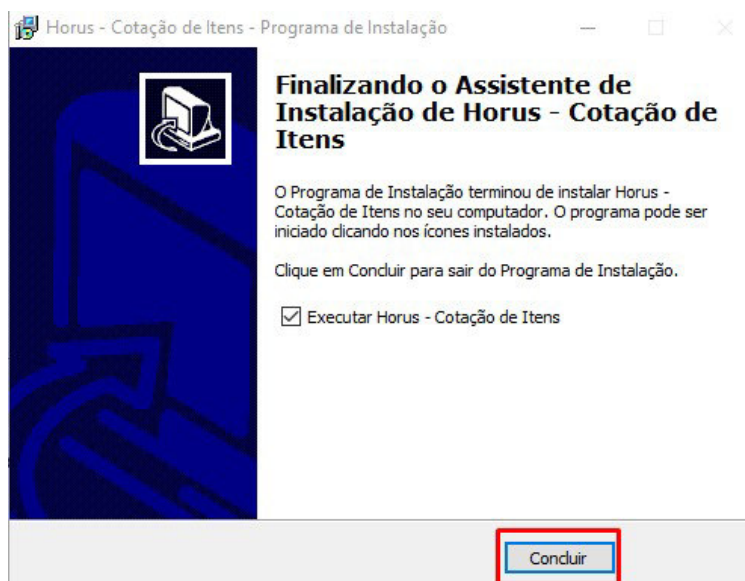 Horus - Cotação de Itens - Programa de Instalação
Finalizando o Assistente de
Instalação de Horus - Cotação de
Itens
O Programa de Instalação terminou de instalar Horus -
Cotação de Itens no seu computador. O programa pode ser
iniciado clicando nos ícones instalados.
Clique em Concluir para sair do Programa de Instalação.
Executar Horus - Cotação de Itens
Concluir